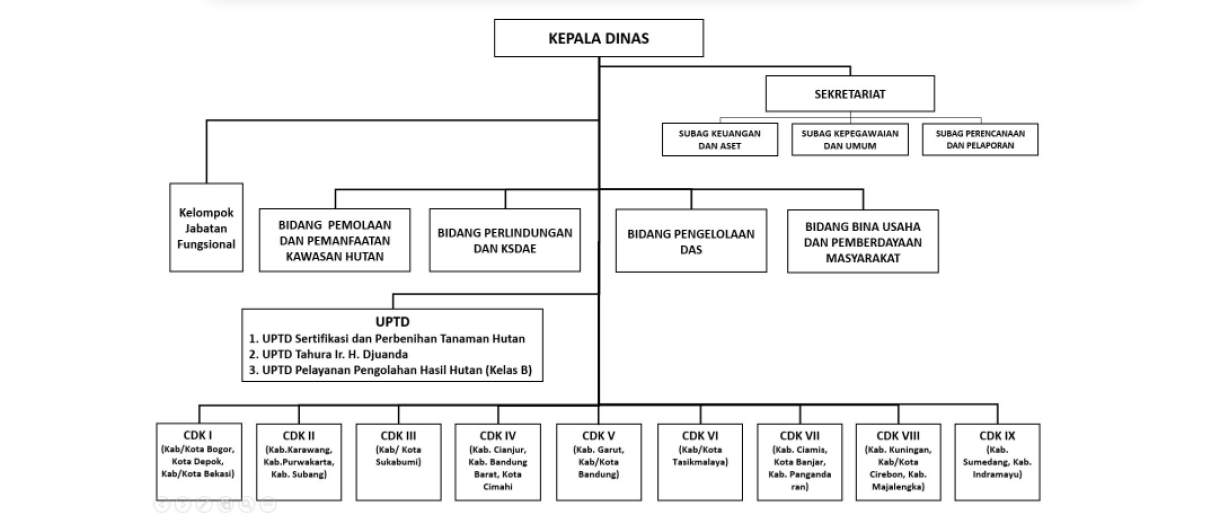 KEPALA DINAS
SEKRETARIAT
SUBAG KEUANGAN
DAN ASET
SUBAG KEPEGAWAIAN
DAN UMUM
SUBAG PERENCANAAN
DAN PELAPORAN
Kelompok
Jabatan
Fungsional
BIDANG PEMOLAAN
DAN PEMANFAATAN
KAWASAN HUTAN
BIDANG PERLINDUNGAN
DAN KSDAE
BIDANG PENGELOLAAN
DAS
BIDANG BINA USAHA
DAN PEMBERDAYAAN
MASYARAKAT
UPTD
1. UPTD Sertifikasi dan Perbenihan Tanaman Hutan
2. UPTD Tahura Ir. H. Djuanda
3. UPTD Pelayanan Pengolahan Hasil Hutan (Kelas B)
CDK I
(Kab/Kota Bogor,
Kota Depok,
Kab/Kota Bekasi)
CDK II
(Kab.Karawang,
Kab.Purwakarta,
Kab. Subang)
CDK III
(Kab/ Kota
Sukabumi)
CDK IV
(Kab. Cianjur,
Kab. Bandung
Barat, Kota
Cimahi
CDK V
(Kab. Garut,
Kab/Kota
Bandung)
CDK VI
(Kab/Kota
Tasikmalaya)
CDK VII
(Kab. Ciamis,
Kota Banjar,
Kab. Panganda
ran)
CDK VIII
(Kab. Kuningan,
Kab/Kota
Cirebon, Kab.
Majalengka)
CDK IX
(Kab.
Sumedang, Kab.
Indramayu)